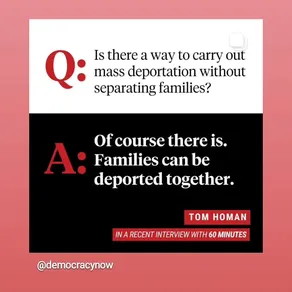 Q:
Is there a way to carry out
mass deportation without
separating families?
A:
Of course there is.
Families can be
deported together.
TOM HOMAN
IN A RECENT INTERVIEW WITH 60 MINUTES
@democracynow